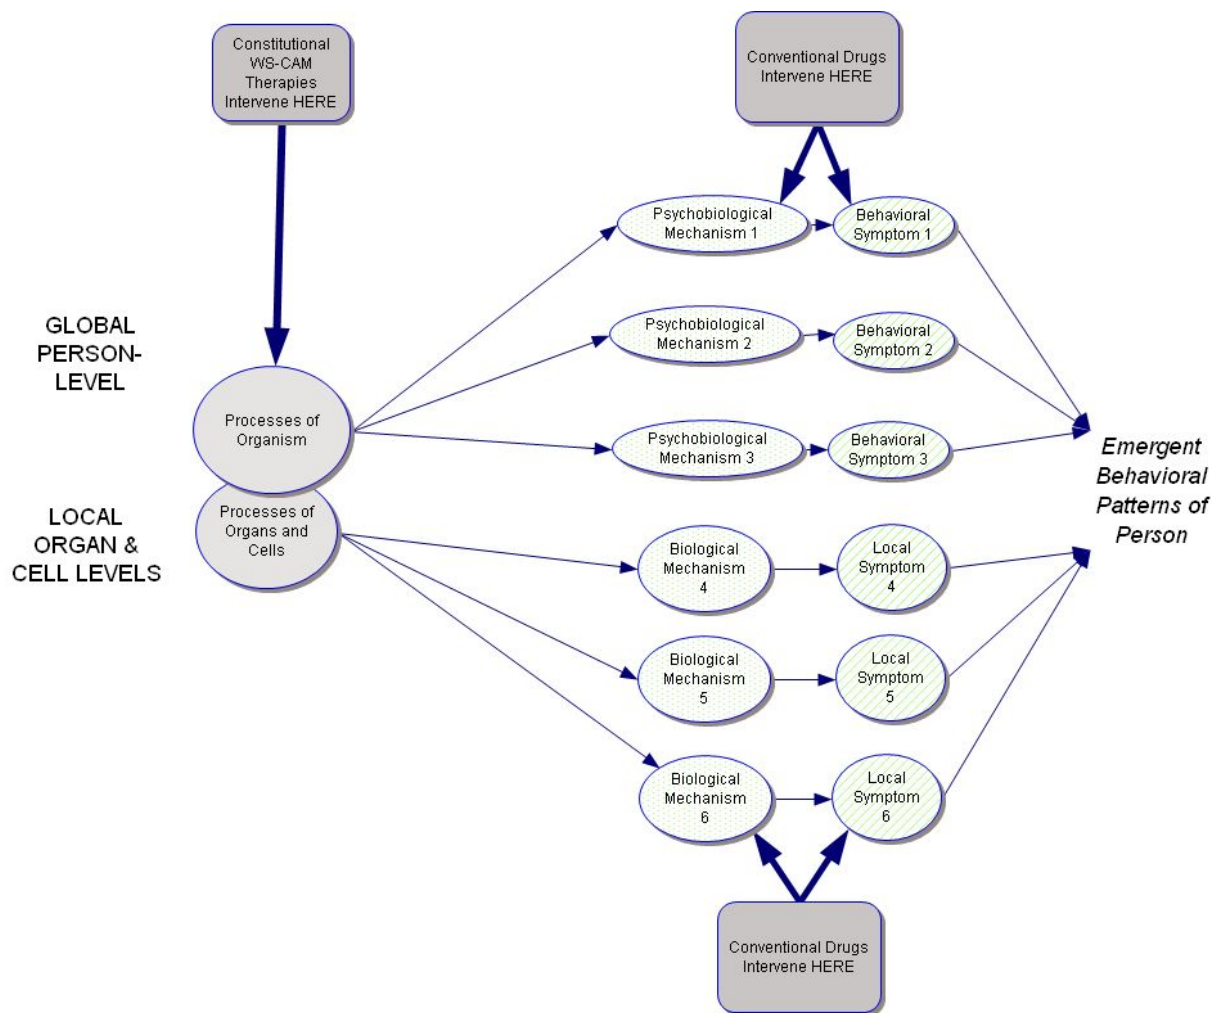 Constitutional
WS-CAM
Therapies
Intervene HERE
Conventional Drugs
Intervene HERE
Psychobiological
Mechanism 1
Behavioral
Symptom 1
GLOBAL
PERSON-
LEVEL
Psychobiological
Mechanism 2
Behavioral
Symptom 2
Processes of
Organism
Psychobiological
Mechanism 3
Behavioral
Symptom 3
Emergent
Behavioral
Patterns of
Person
LOCAL
ORGAN &
CELL LEVELS
Processes of
Organs and
Cells
Biological
Mechanism
4
Local
Symptom
4
Biological
Mechanism
5
Local
Symptom
5
Biological
Mechanism
6
Local
Symptom
6
Conventional Drugs
Intervene HERE